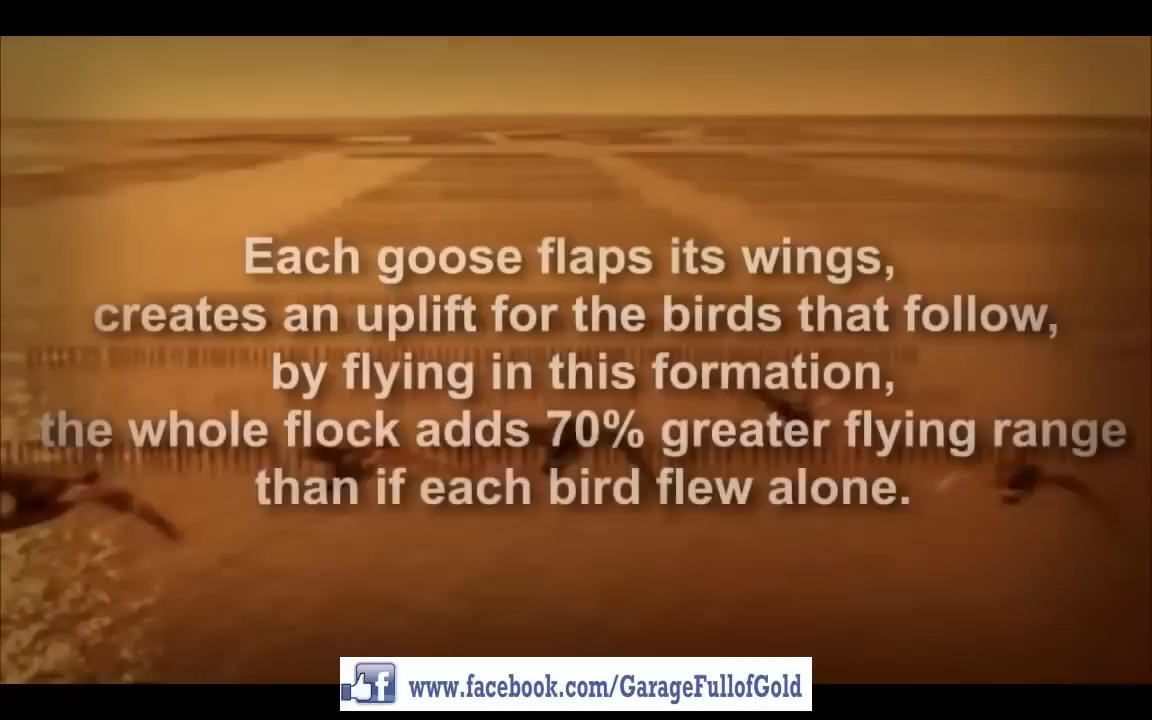 Each goose flaps its wings,
creates an uplift for the birds that follow,
by flying in this formation,
the whole flock adds 70% greater flying range
than if each bird flew alone.
f www.facebook.com/GarageFullofGold